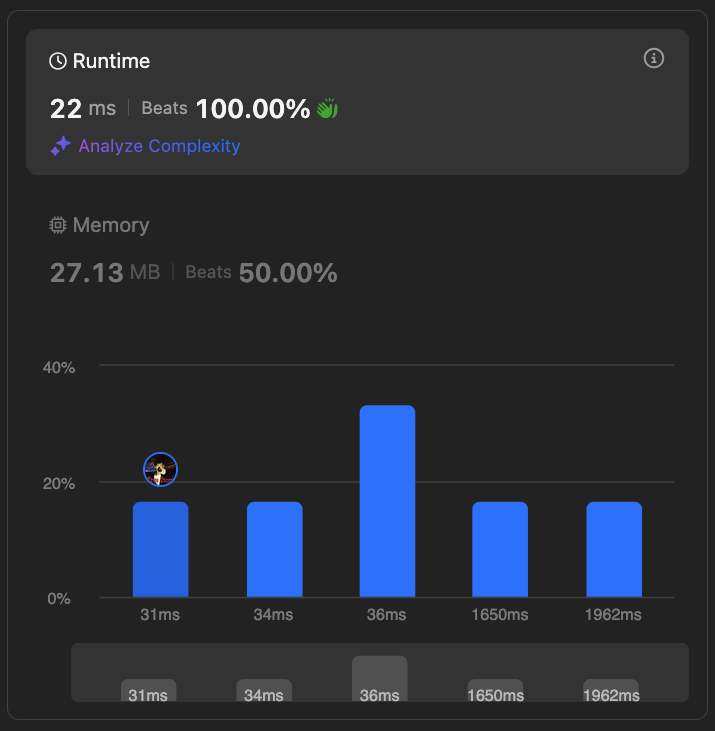 Runtime
22 ms | Beats 100.00%
Analyze Complexity
Memory
27.13 MB | Beats 50.00%
40%
20%
0%
31ms 34ms 36ms 1650ms 1962ms
31ms 34ms 36ms 1650ms 1962ms